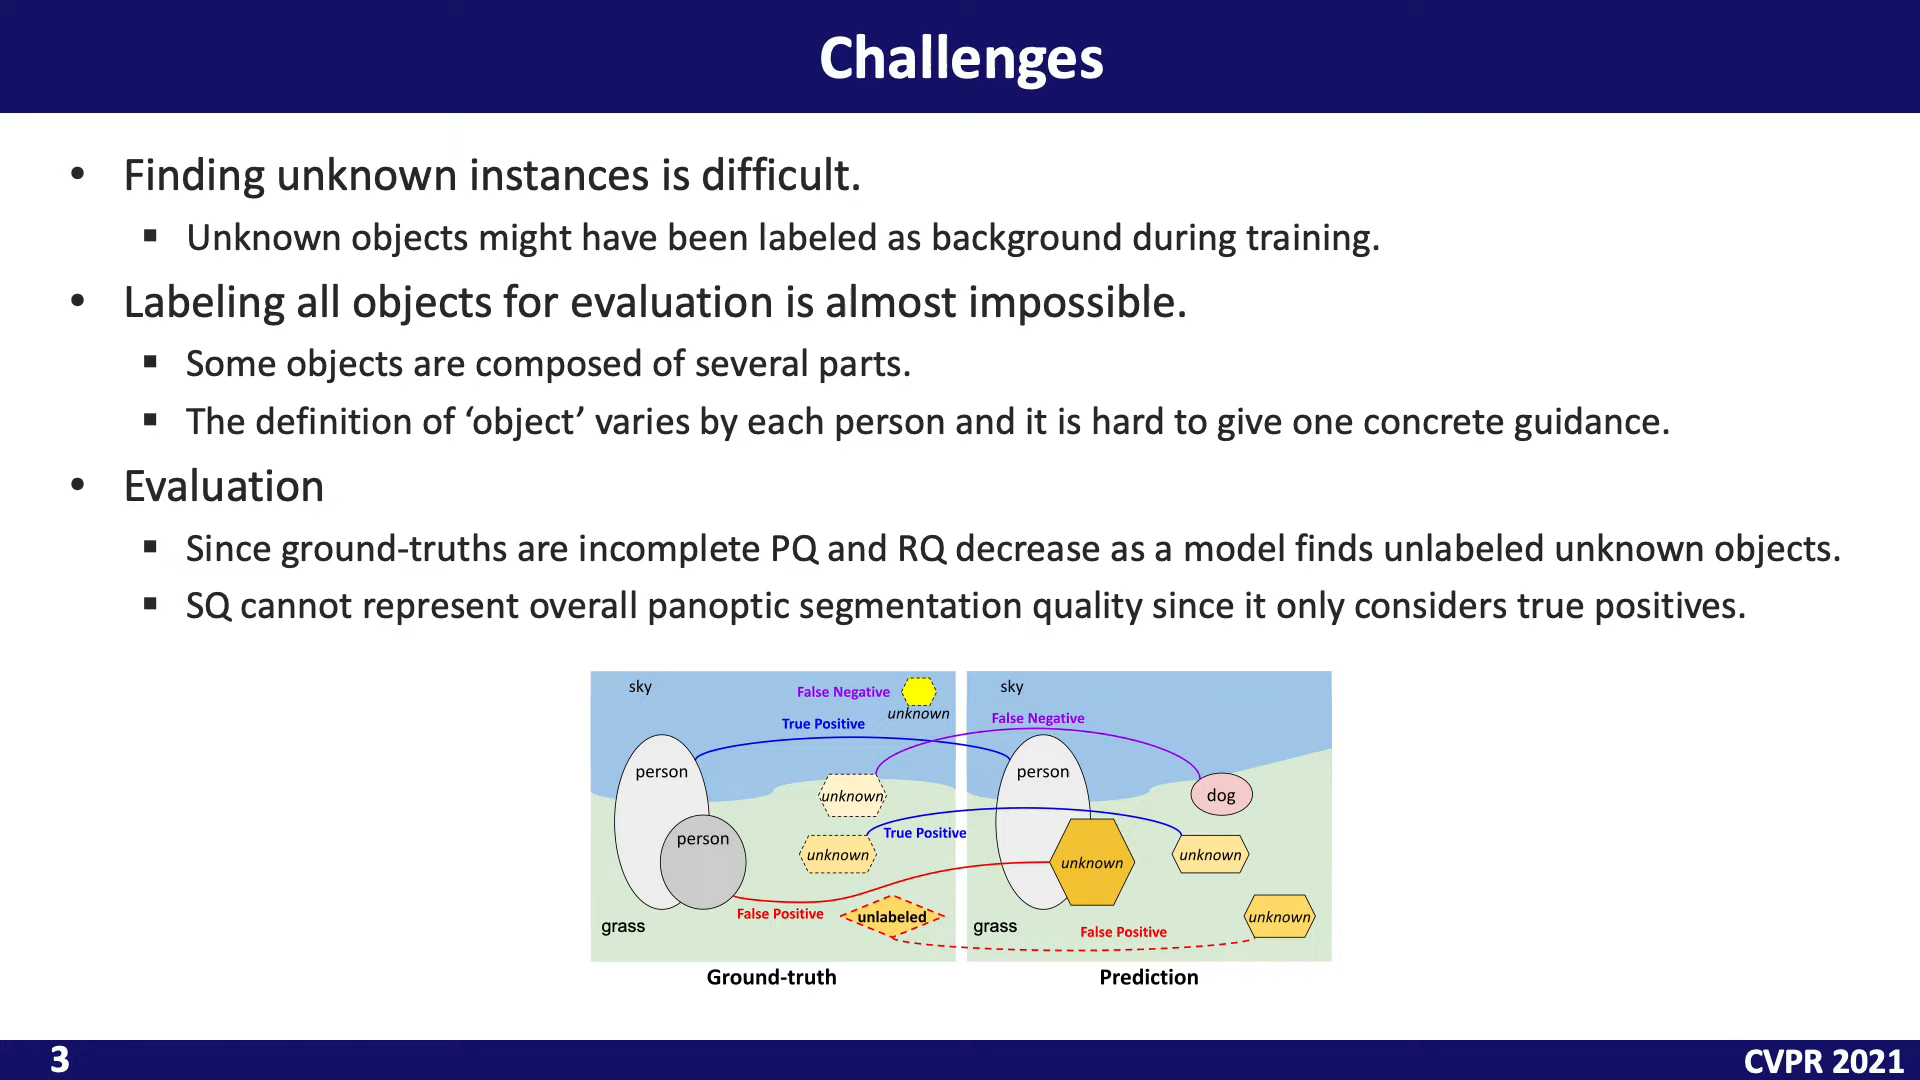 Challenges
• Finding unknown instances is difficult.
▪ Unknown objects might have been labeled as background during training.
• Labeling all objects for evaluation is almost impossible.
▪ Some objects are composed of several parts.
▪ The definition of ‘object’ varies by each person and it is hard to give one concrete guidance.
• Evaluation
▪ Since ground-truths are incomplete PQ and RQ decrease as a model finds unlabeled unknown objects.
▪ SQ cannot represent overall panoptic segmentation quality since it only considers true positives.
sky
False Negative
unknown
True Positive
person
unknown
person
unknown
True Positive
False Positive
unlabeled
grass
Ground-truth
sky
False Negative
person
dog
unknown
unknown
unknown
grass
False Positive
Prediction
3
CVPR 2021